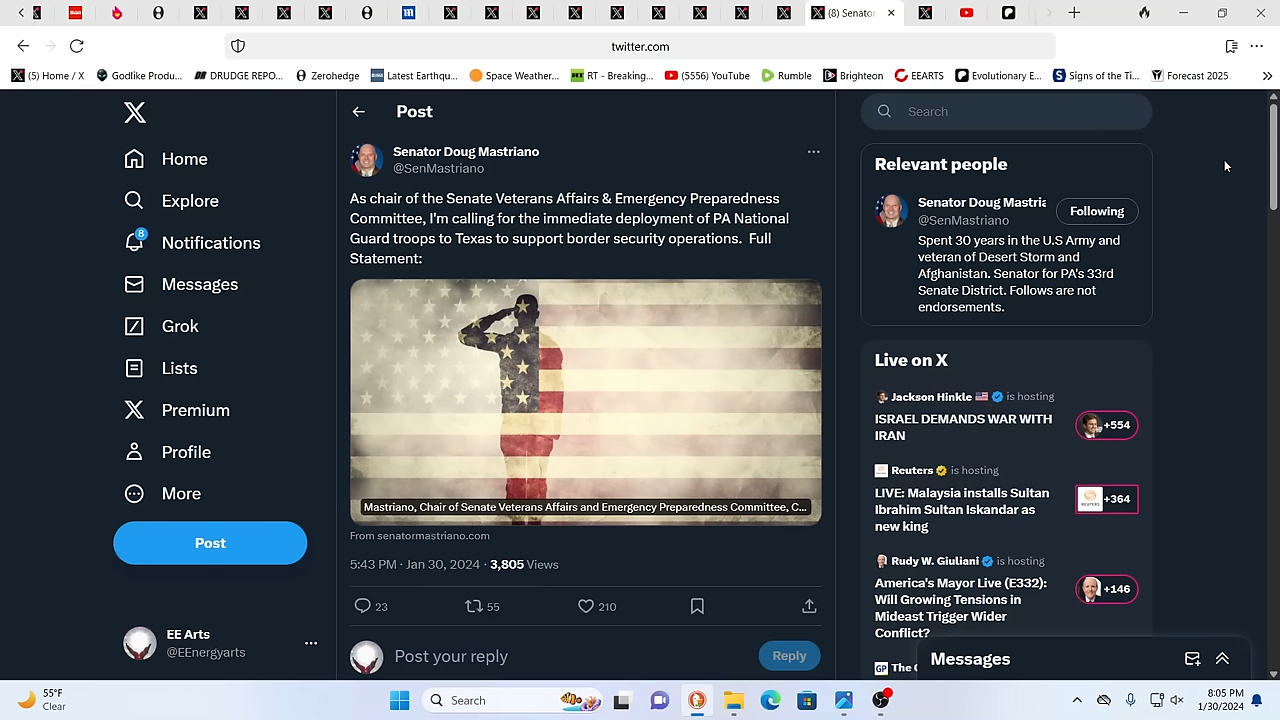 (8) Senator
twitter.com
(5) Home / X
Godlike Produ...
DRUDGE REPO...
Zerohedge
Latest Earthqu...
Space Weather...
RT - Breaking...
(5556) YouTube
Rumble
Brighteon
EEARTS
Evolutionary E...
Signs of the Ti...
Forecast 2025
Home
Explore
8
Notifications
Messages
Grok
Lists
Premium
Profile
More
Post
EE Arts
@EEnergyarts
Post
Senator Doug Mastriano
@SenMastriano
As chair of the Senate Veterans Affairs & Emergency Preparedness
Committee, I'm calling for the immediate deployment of PA National
Guard troops to Texas to support border security operations.  Full
Statement:
Mastriano, Chair of Senate Veterans Affairs and Emergency Preparedness Committee, C...
From senatormastriano.com
5:43 PM · Jan 30, 2024 · 3,805 Views
23
55
210
Post your reply
Reply
Search
Relevant people
Senator Doug Mastria
@SenMastriano
Following
Spent 30 years in the U.S Army and
veteran of Desert Storm and
Afghanistan. Senator for PA's 33rd
Senate District. Follows are not
endorsements.
Live on X
Jackson Hinkle is hosting
ISRAEL DEMANDS WAR WITH
IRAN
+554
Reuters is hosting
LIVE: Malaysia installs Sultan
Ibrahim Sultan Iskandar as
new king
+364
Rudy W. Giuliani is hosting
America's Mayor Live (E332):
Will Growing Tensions in
Mideast Trigger Wider
Conflict?
+146
GP The
Messages
55°F
Clear
Search
8:05 PM
1/30/2024